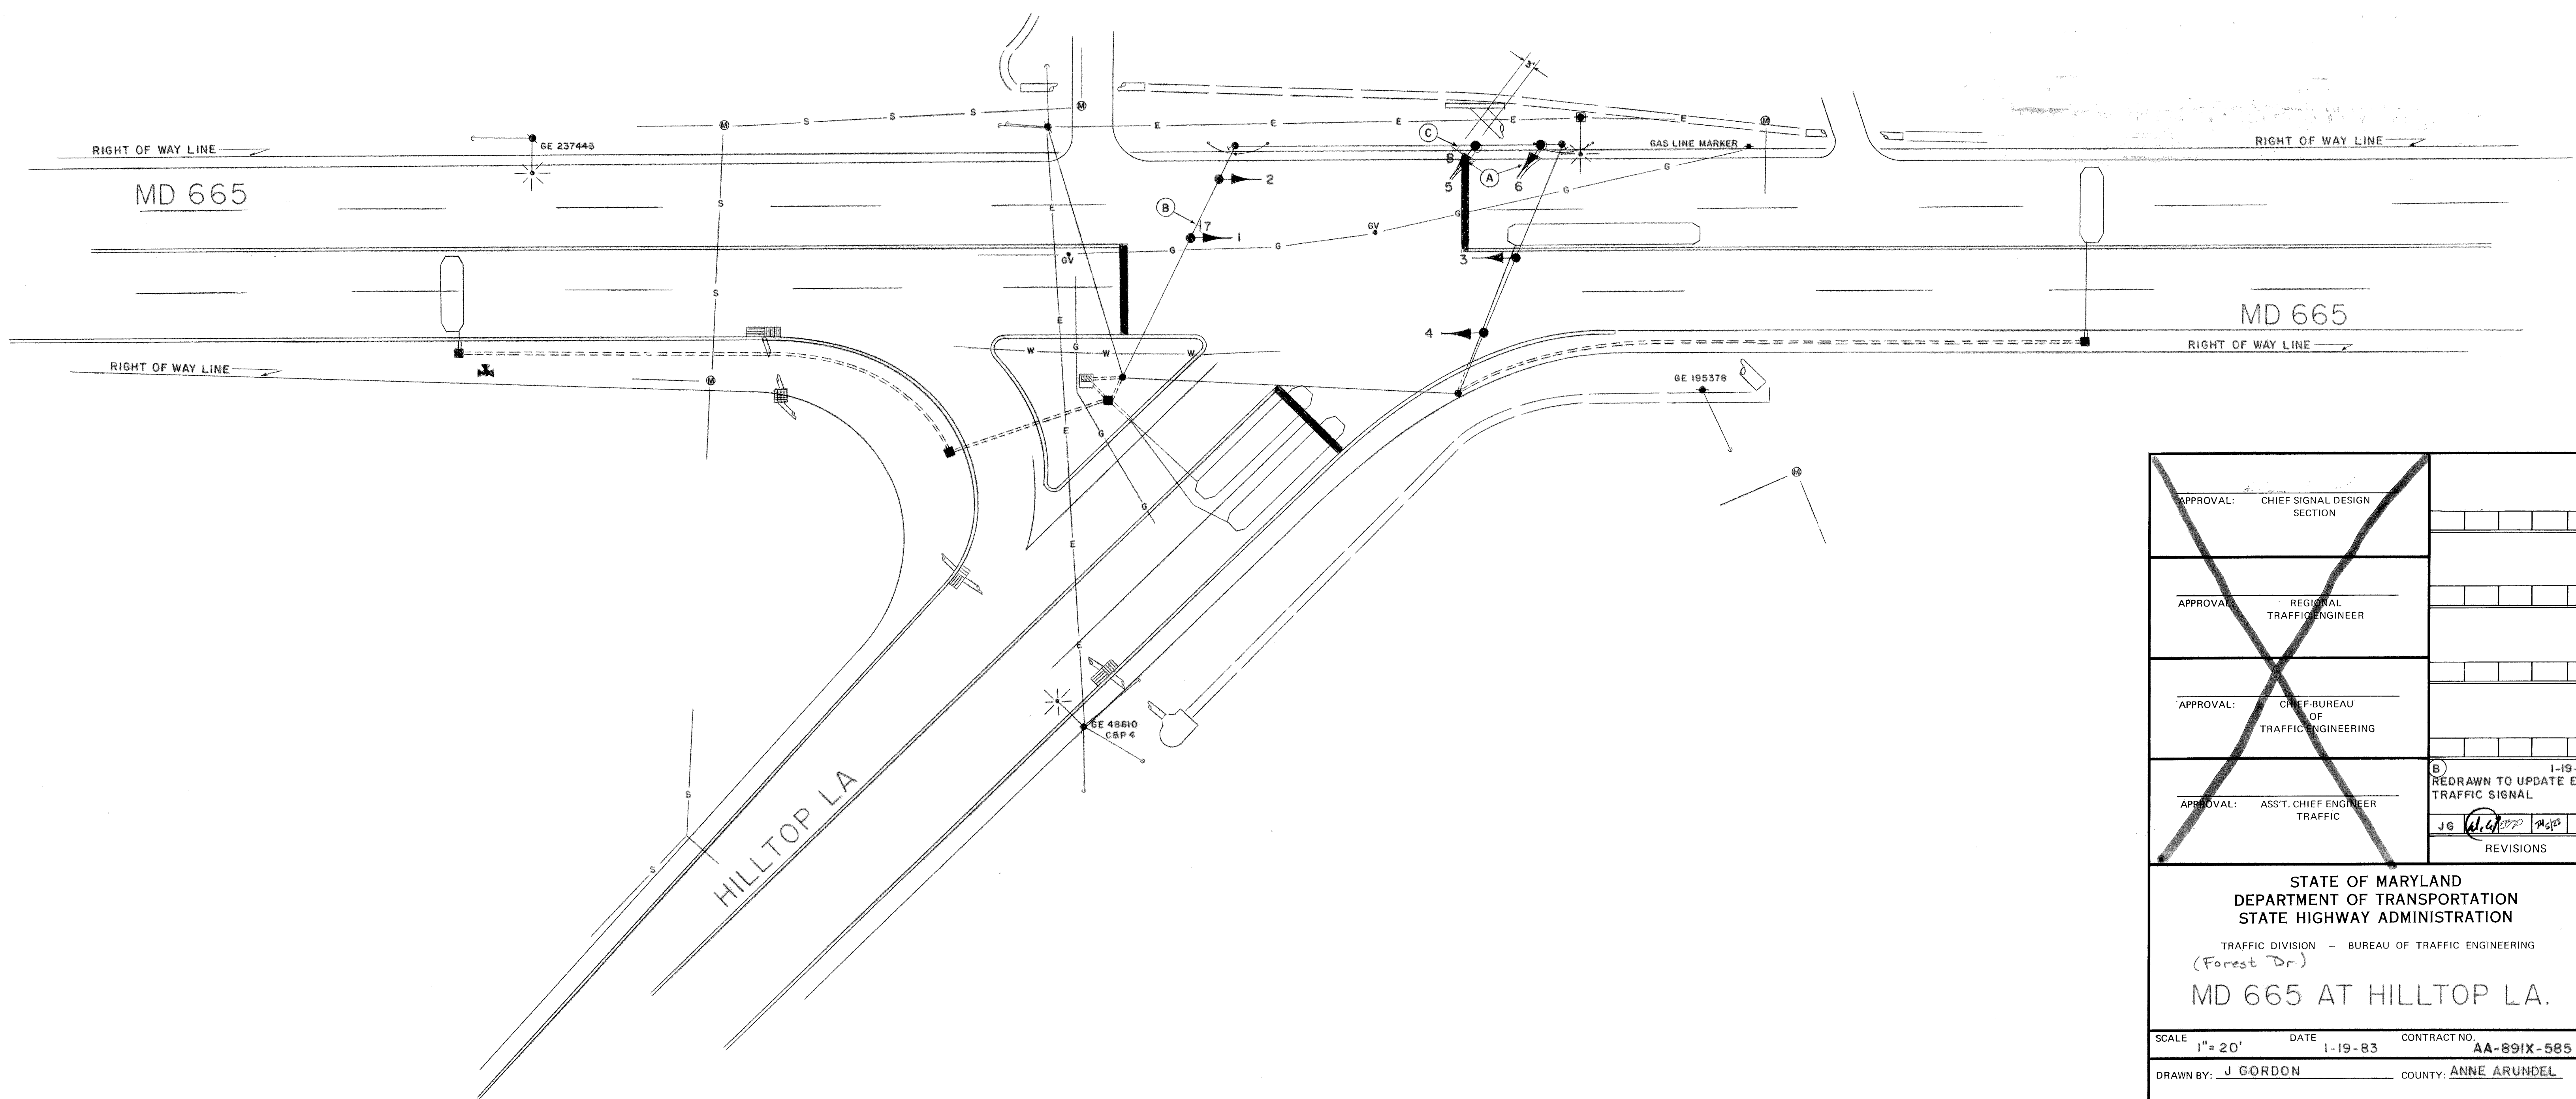 3'
M
S S S
E E E E E
M
M
GE 237443
C
GAS LINE MARKER
RIGHT OF WAY LINE
RIGHT OF WAY LINE
8
5
A
6
2
MD 665
S
E
B
17
1
G
G
G G G
GV
GV
3
S
MD 665
4
E
RIGHT OF WAY LINE
W G W W
RIGHT OF WAY LINE
M
GE 195378
E
G
M
G
E
E
GE 48610
C&P 4
S
S
HILLTOP LA
APPROVAL: CHIEF SIGNAL DESIGN
SECTION
APPROVAL: REGIONAL
TRAFFIC ENGINEER
APPROVAL: CHIEF-BUREAU
OF
TRAFFIC ENGINEERING
APPROVAL: ASS'T. CHIEF ENGINEER
TRAFFIC
B 1-19-
REDRAWN TO UPDATE E
TRAFFIC SIGNAL
JG
REVISIONS
STATE OF MARYLAND
DEPARTMENT OF TRANSPORTATION
STATE HIGHWAY ADMINISTRATION
TRAFFIC DIVISION – BUREAU OF TRAFFIC ENGINEERING
(Forest Dr)
MD 665 AT HILLTOP LA.
SCALE 1"= 20' DATE 1-19-83 CONTRACT NO. AA-891X-585
DRAWN BY: J GORDON COUNTY: ANNE ARUNDEL